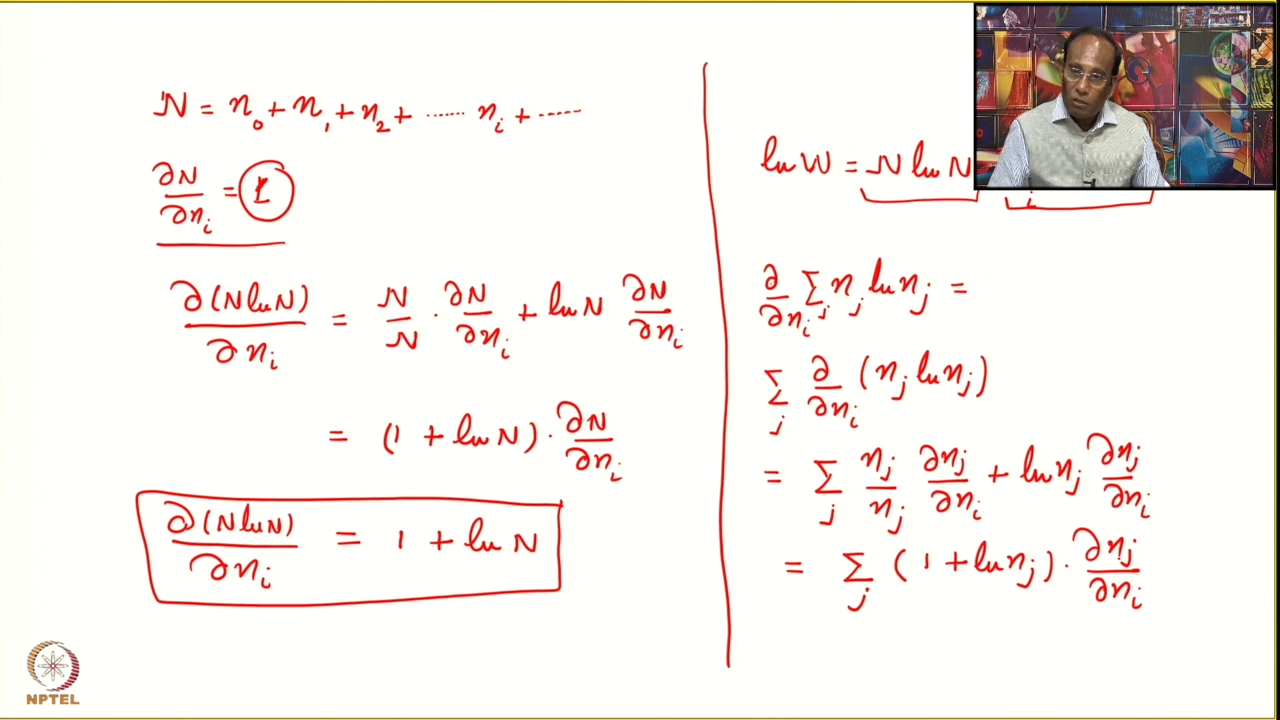 N = n₀ + n₁ + n₂ + ...... nᵢ + ......
∂N/∂nᵢ = 1
∂(N ln N)/∂nᵢ = N/N · ∂N/∂nᵢ + ln N ∂N/∂nᵢ
= (1 + ln N) · ∂N/∂nᵢ
∂(N ln N)/∂nᵢ = 1 + ln N
ln W = N ln N
i
∂/∂nᵢ Σⱼ nⱼ ln nⱼ =
Σⱼ ∂/∂nᵢ (nⱼ ln nⱼ)
= Σⱼ nⱼ/nⱼ ∂nⱼ/∂nᵢ + ln nⱼ ∂nⱼ/∂nᵢ
= Σⱼ (1 + ln nⱼ) · ∂nⱼ/∂nᵢ
NPTEL